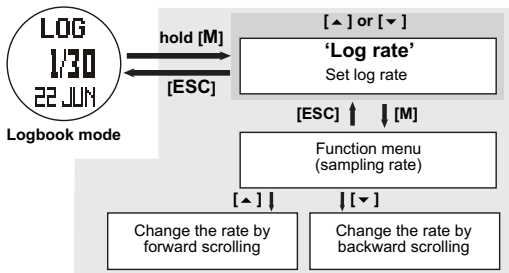 LOG
1/30
22 JUN
Logbook mode
hold [M]
[ESC]
[▲] or [▼]
'Log rate'
Set log rate
[ESC]
[M]
Function menu
(sampling rate)
[▲]
[▼]
Change the rate by
forward scrolling
Change the rate by
backward scrolling